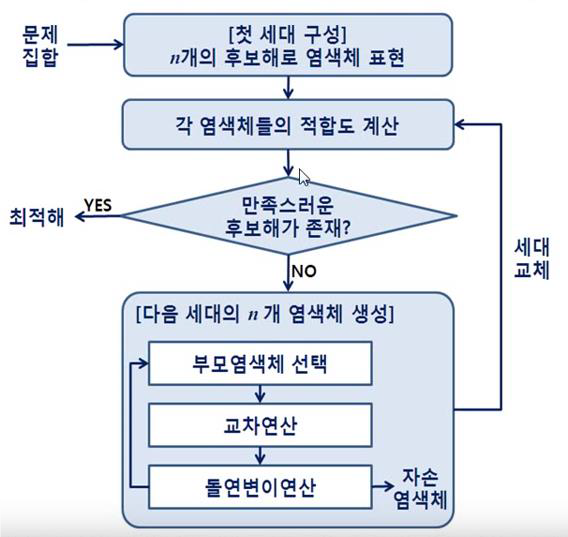 문제
집합
[첫 세대 구성]
n개의 후보해로 염색체 표현
각 염색체들의 적합도 계산
만족스러운
후보해가 존재?
YES
최적해
NO
세대
교체
[다음 세대의 n 개 염색체 생성]
부모염색체 선택
교차연산
돌연변이연산
자손
염색체